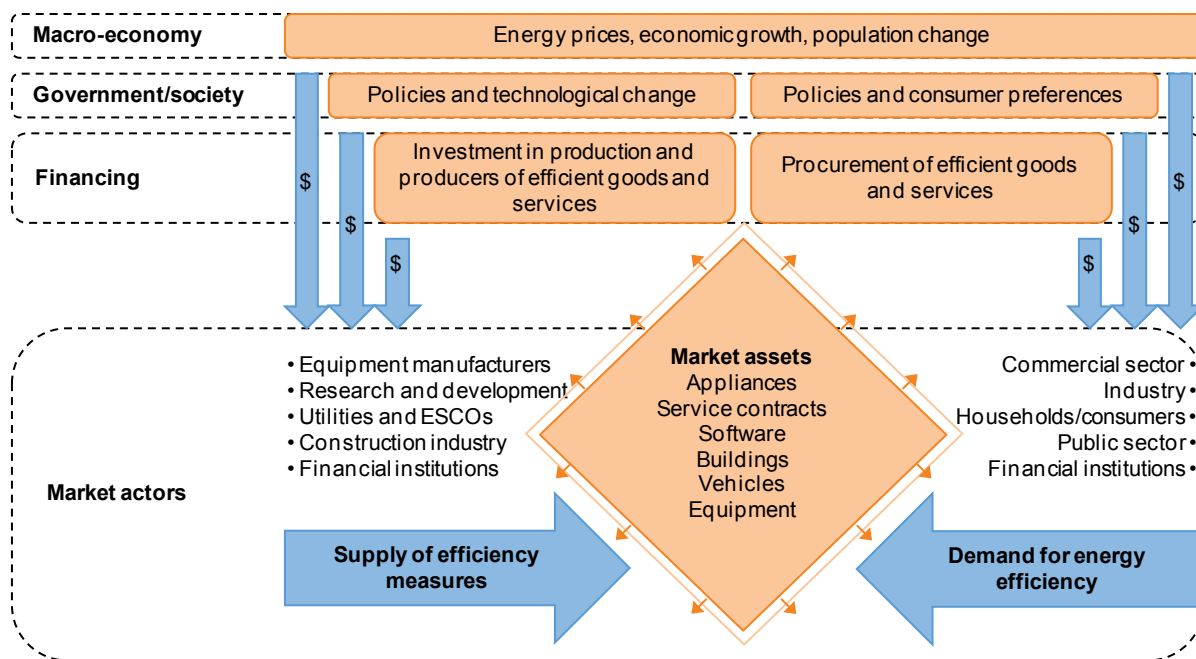 Macro-economy
Energy prices, economic growth, population change
Government/society
Policies and technological change
Policies and consumer preferences
Financing
Investment in production and
producers of efficient goods and
services
Procurement of efficient goods
and services
$
$
$
$
$
$
Market actors
• Equipment manufacturers
• Research and development
• Utilities and ESCOs
• Construction industry
• Financial institutions
Market assets
Appliances
Service contracts
Software
Buildings
Vehicles
Equipment
Commercial sector •
Industry •
Households/consumers •
Public sector •
Financial institutions •
Supply of efficiency
measures
Demand for energy
efficiency